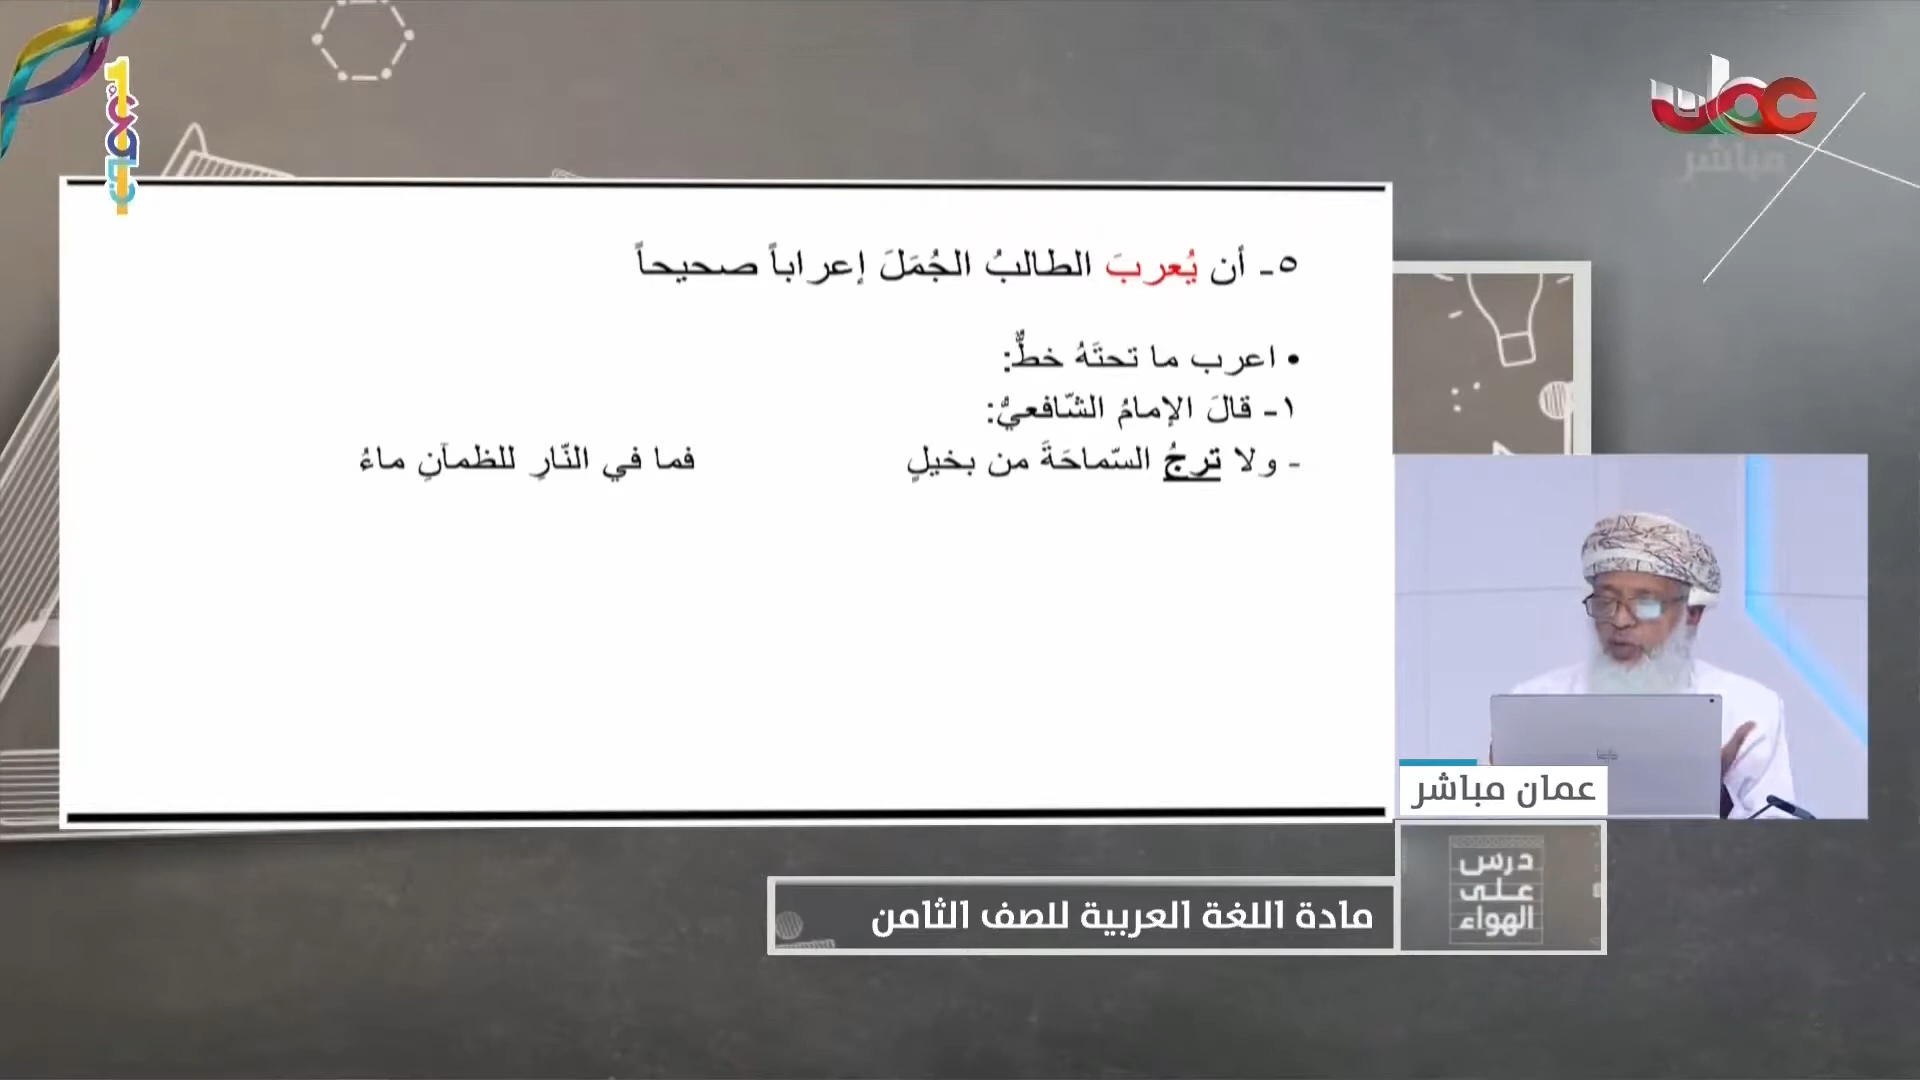 عمان
مباشر
٥- أن يُعربَ الطالبُ الجُمَلَ إعراباً صحيحاً
• اعرب ما تحتَهُ خطٌّ:
١- قالَ الإمامُ الشّافعيُّ:
- ولا ترجُ السّماحَةَ من بخيلٍ فما في النّارِ للظمآنِ ماءُ
عمان مباشر
درس
على
الهواء
مادة اللغة العربية للصف الثامن